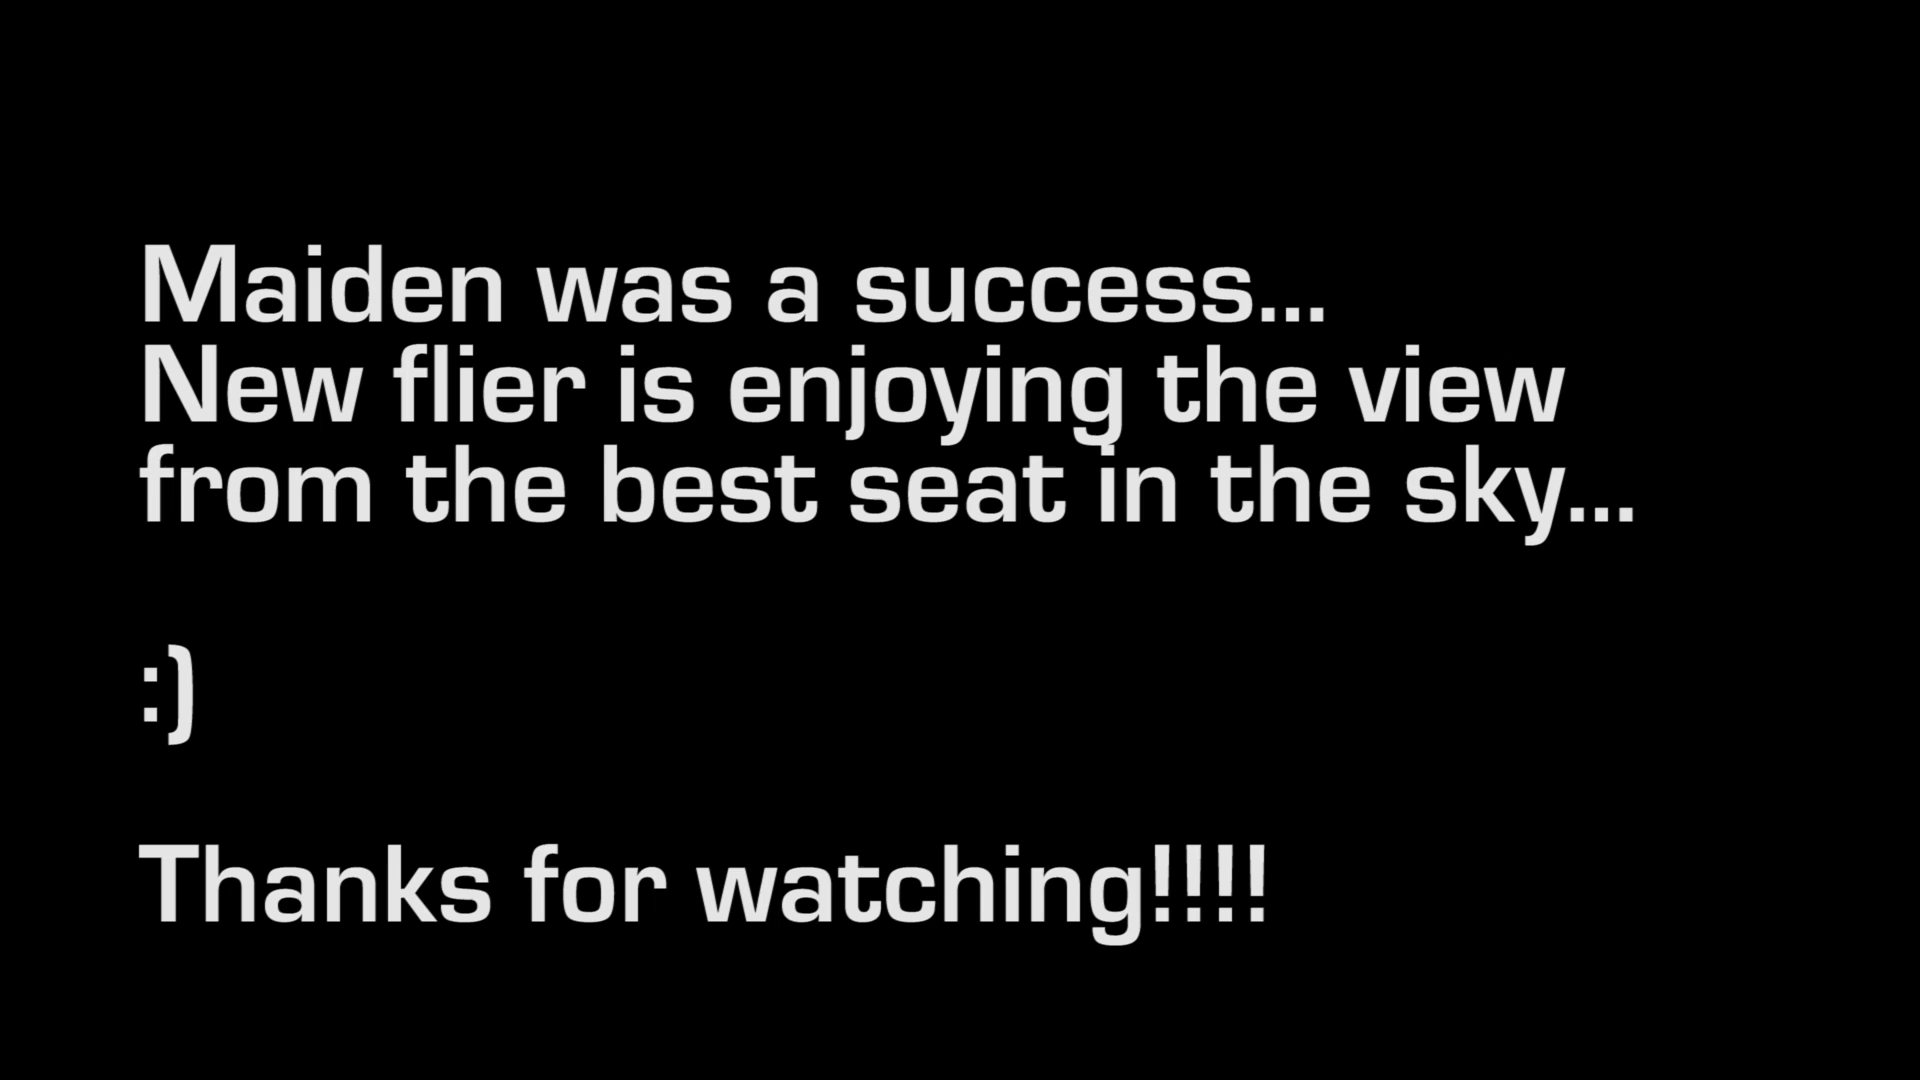 Maiden was a success...
New flier is enjoying the view
from the best seat in the sky...
:)
Thanks for watching!!!!